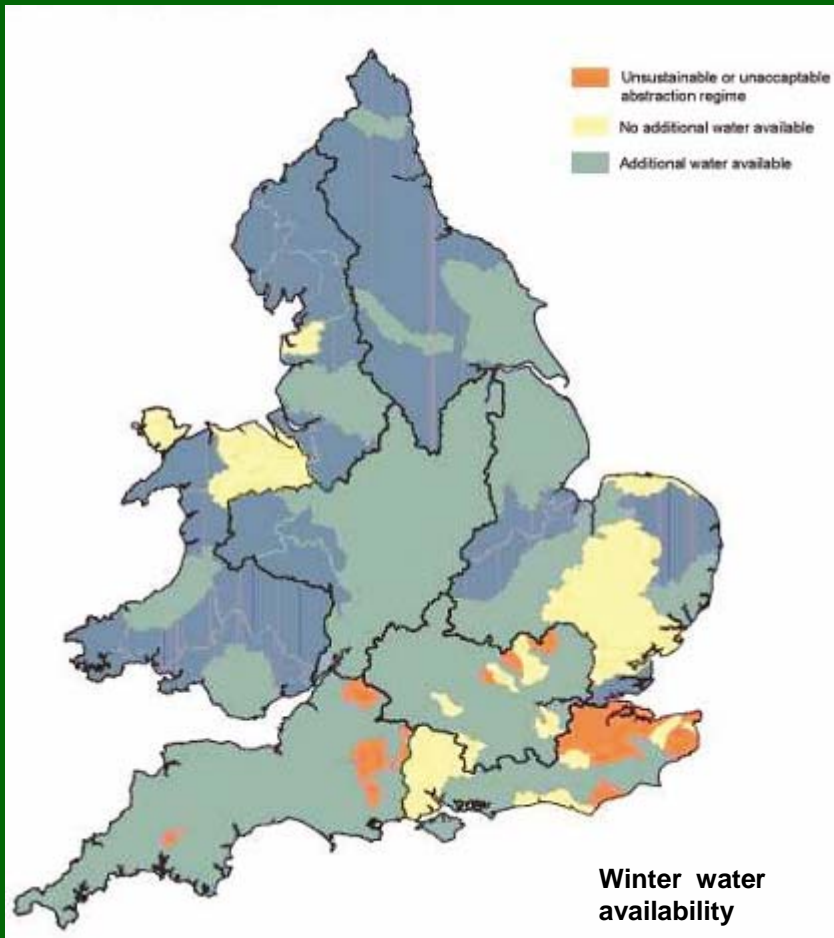 Unsustainable or unaccaptable
abstraction regime
No additional water available
Additional water available
Winter water
availability